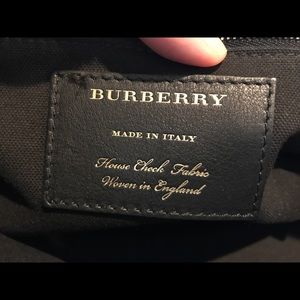 BURBERRY
MADE IN ITALY
House Check Fabric
Woven in England